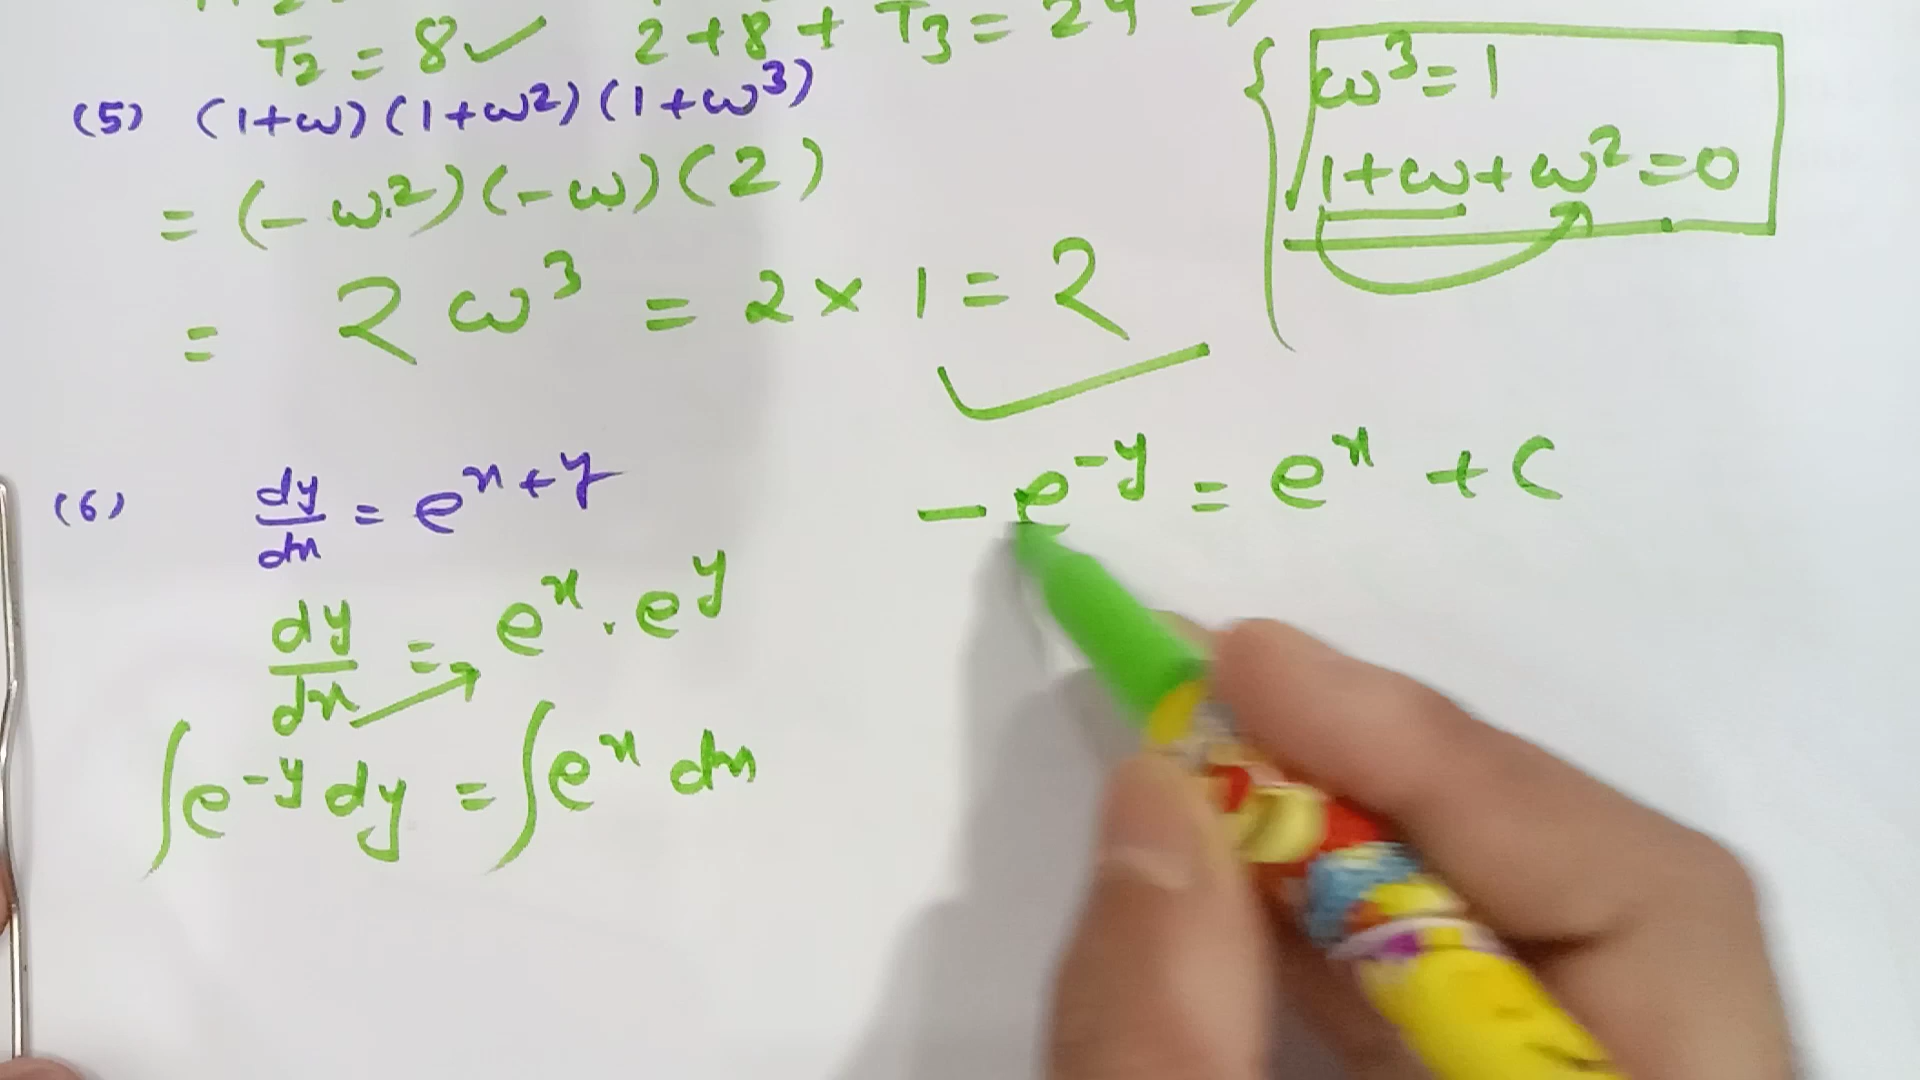 T₂ = 8 ✓ 2 + 8 + T₃ = 24 ⇒
(5) (1+ω)(1+ω²)(1+ω³)
= (-ω²)(-ω)(2)
= 2ω³ = 2 × 1 = 2
ω³ = 1
1+ω+ω² = 0
(6) dy/dx = e^x+y
dy/dx = e^x . e^y
∫e^-y dy = ∫e^x dx
- e^-y = e^x + C